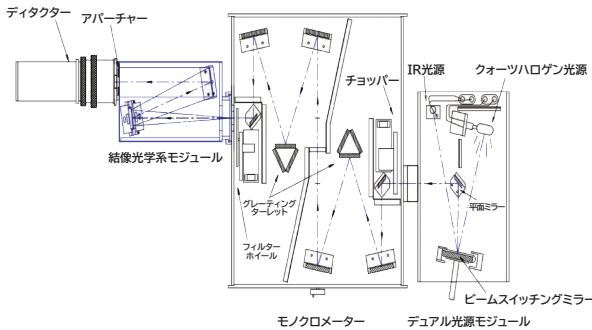 ディタクター
アパーチャー
チョッパー
IR光源
クォーツハロゲン光源
結像光学系モジュール
グレーティング
ターレット
平面ミラー
フィルター
ホイール
ビームスイッチングミラー
モノクロメーター
デュアル光源モジュール